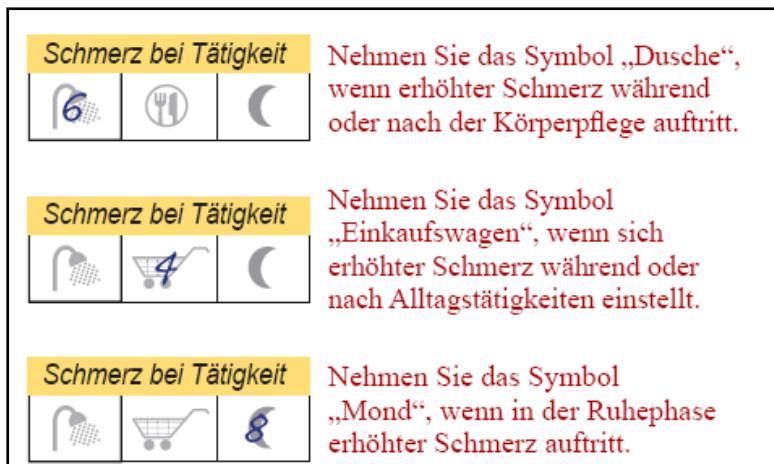 Schmerz bei Tätigkeit
6
Nehmen Sie das Symbol „Dusche“,
wenn erhöhter Schmerz während
oder nach der Körperpflege auftritt.
Schmerz bei Tätigkeit
4
Nehmen Sie das Symbol
„Einkaufswagen“, wenn sich
erhöhter Schmerz während oder
nach Alltagstätigkeiten einstellt.
Schmerz bei Tätigkeit
8
Nehmen Sie das Symbol
„Mond“, wenn in der Ruhephase
erhöhter Schmerz auftritt.